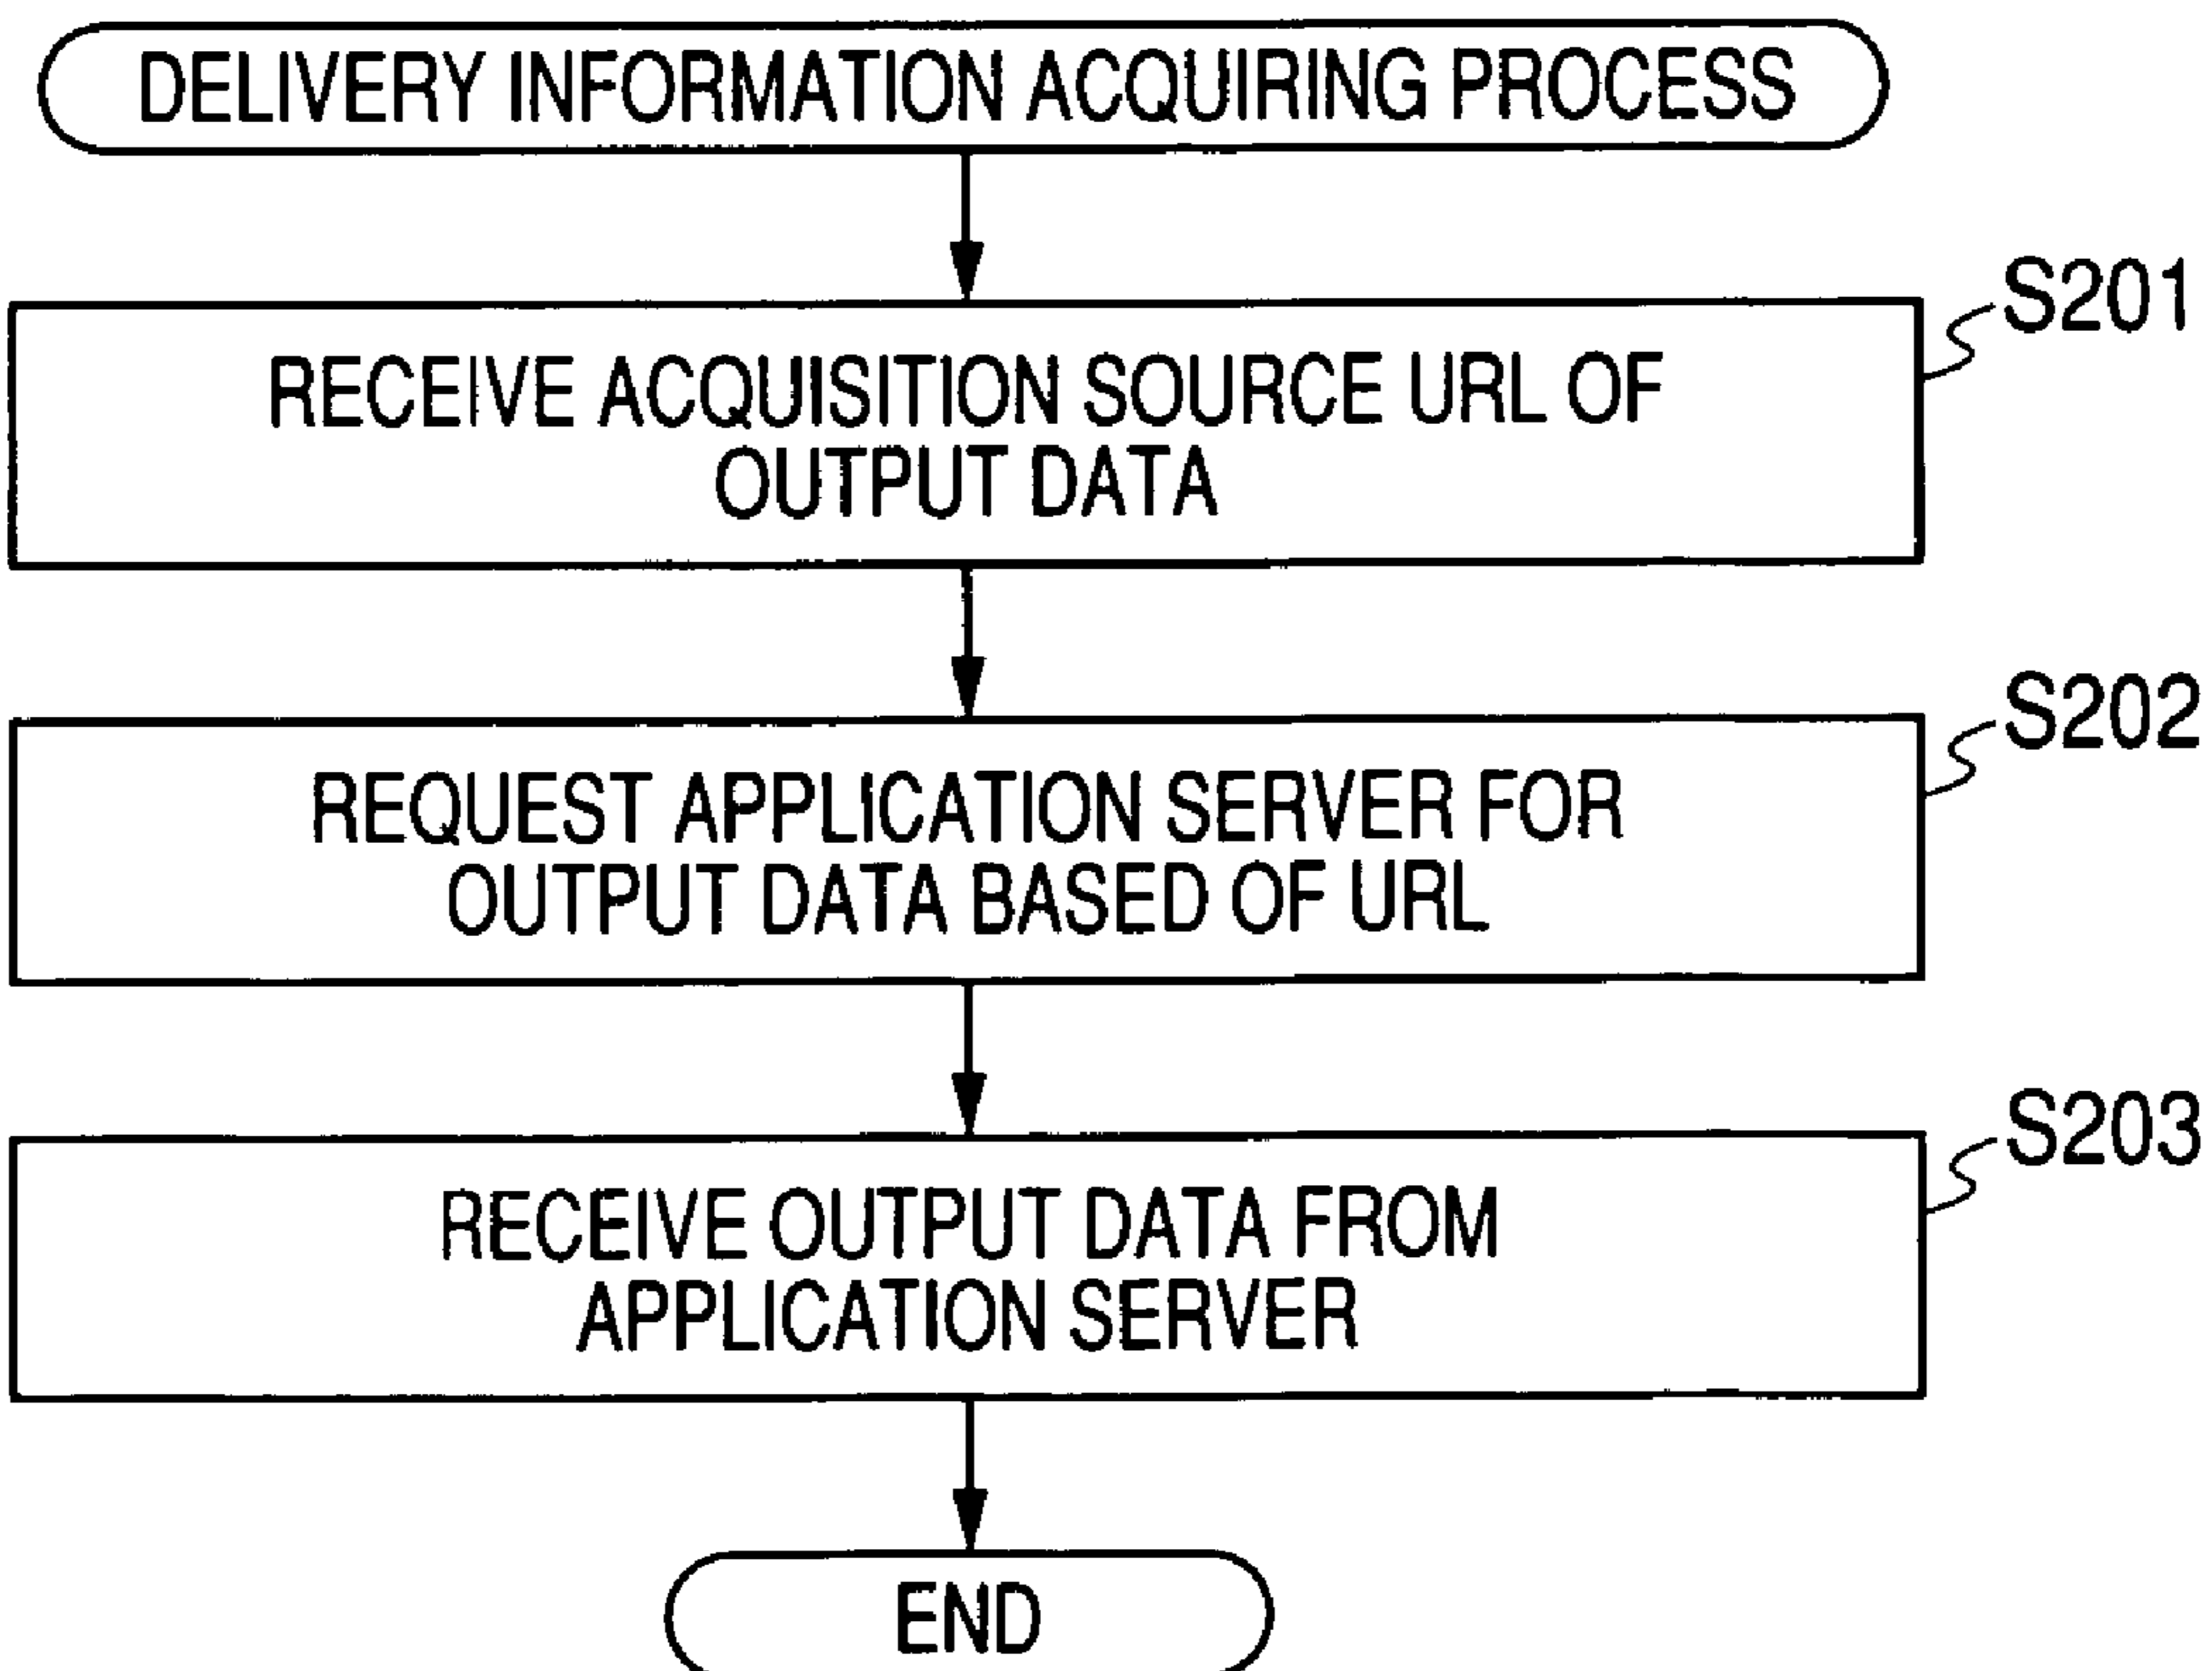 DELIVERY INFORMATION ACQUIRING PROCESS
S201
RECEIVE ACQUISITION SOURCE URL OF
OUTPUT DATA
S202
REQUEST APPLICATION SERVER FOR
OUTPUT DATA BASED OF URL
S203
RECEIVE OUTPUT DATA FROM
APPLICATION SERVER
END